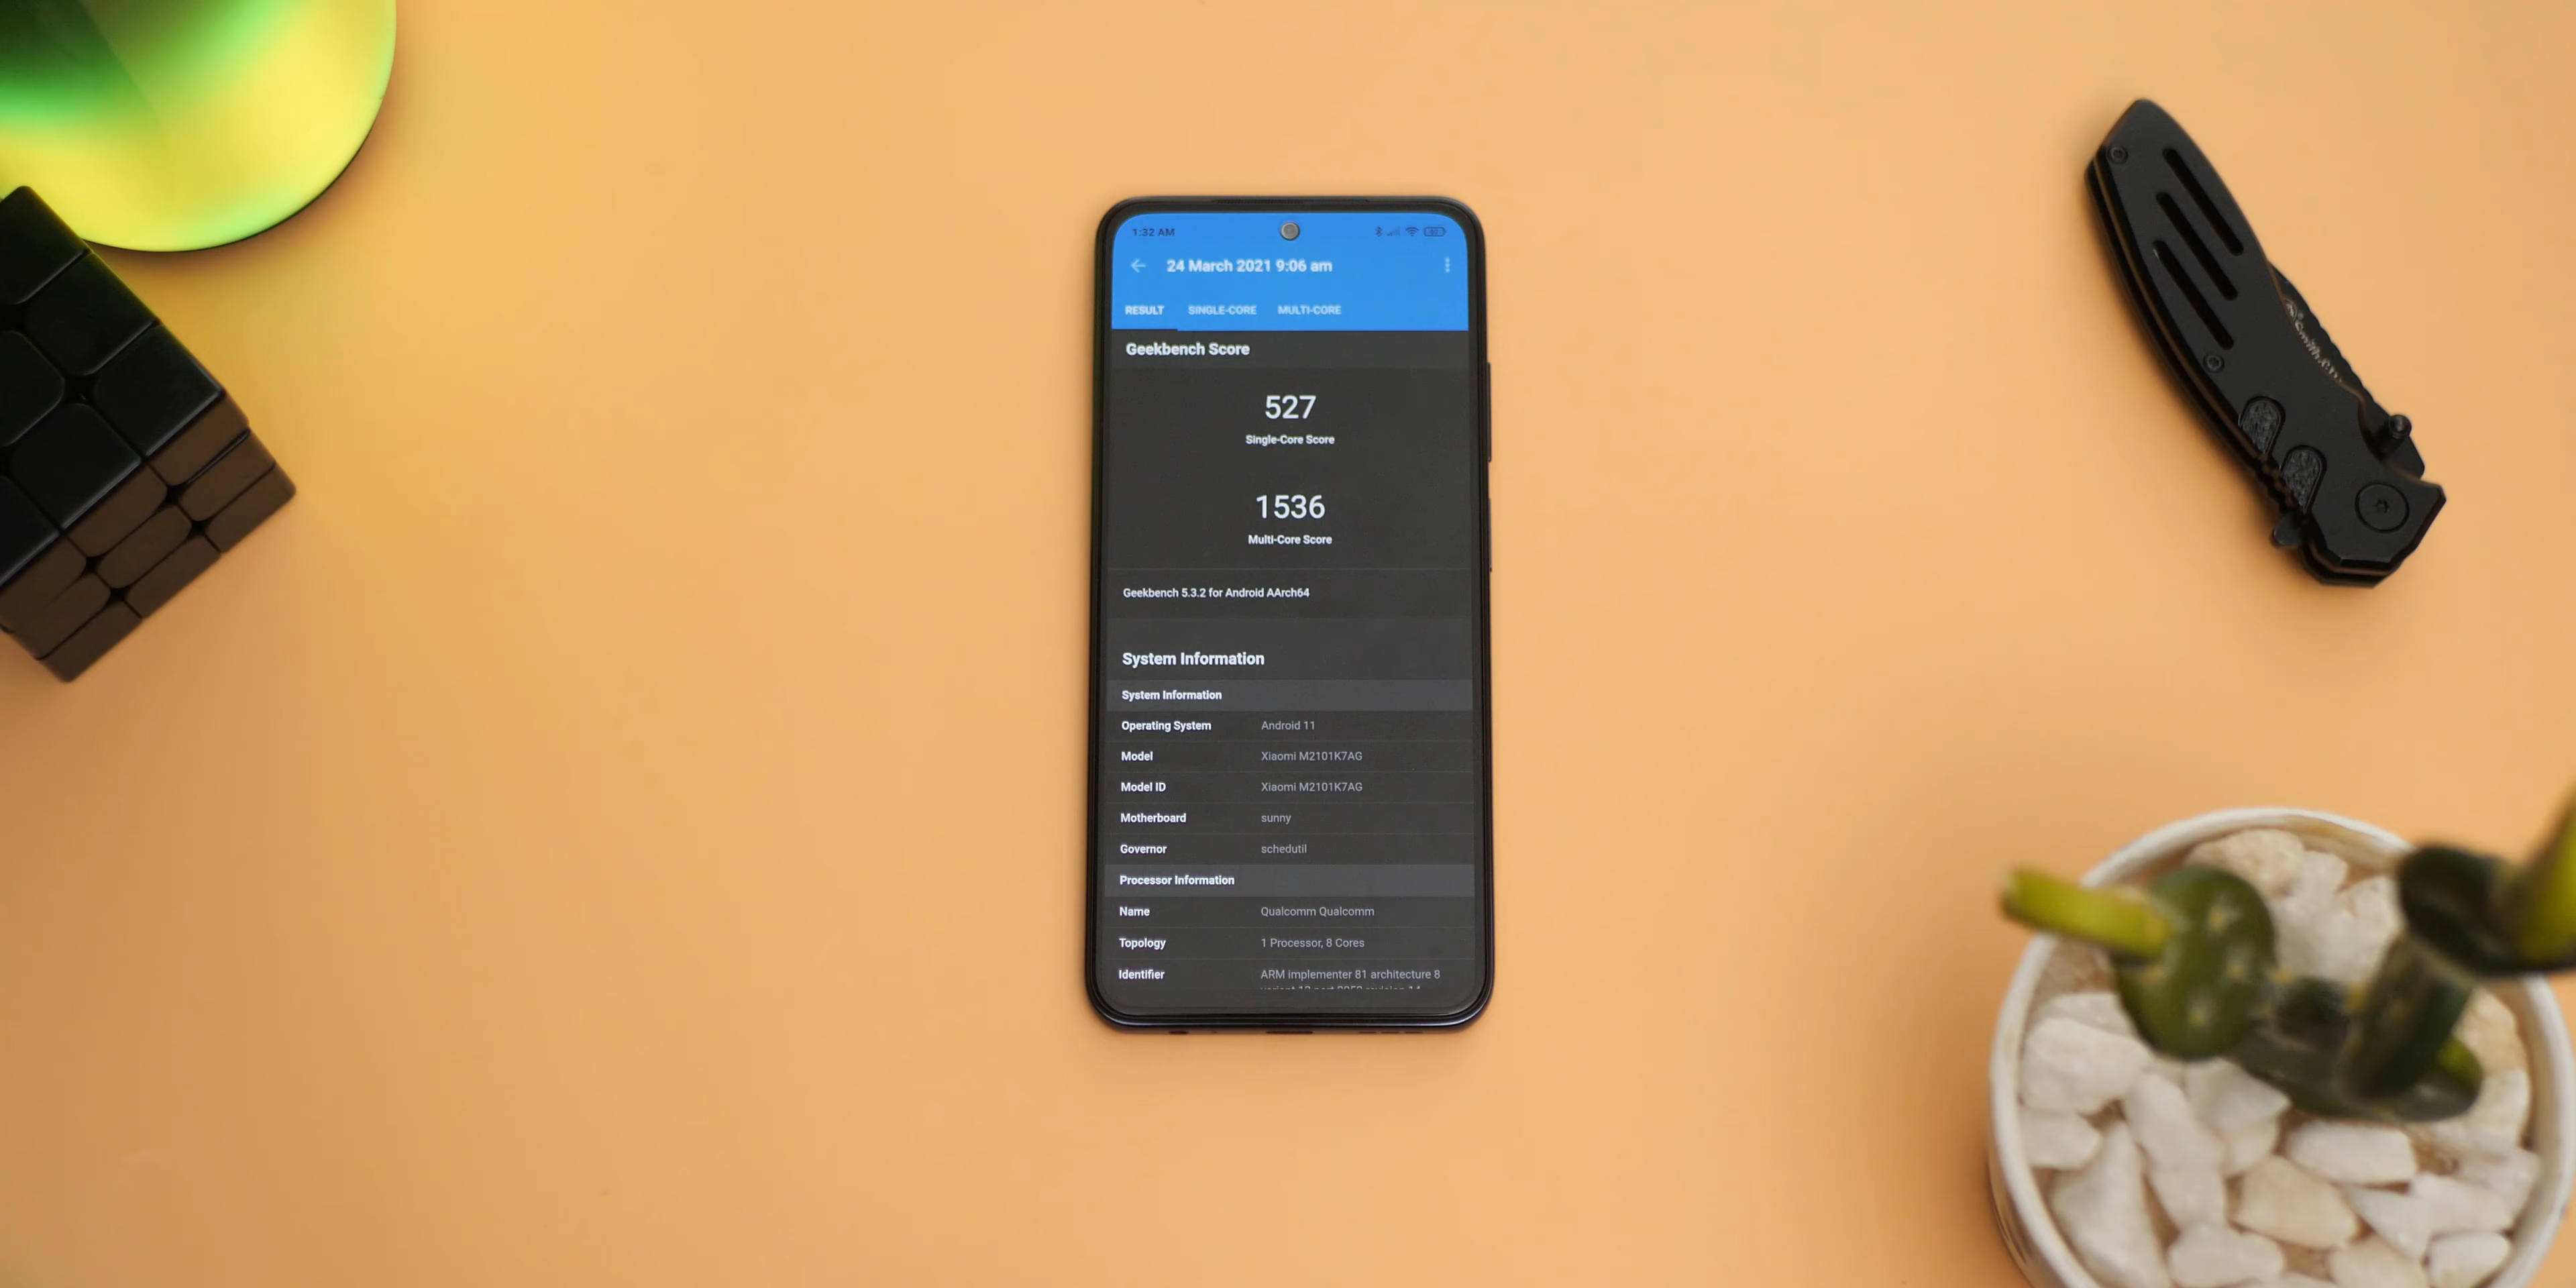 1:32 AM
24 March 2021 9:06 am
RESULT SINGLE-CORE MULTI-CORE
Geekbench Score
527
Single-Core Score
1536
Multi-Core Score
Geekbench 5.3.2 for Android AArch64
System Information
System Information
Operating System Android 11
Model Xiaomi M2101K7AG
Model ID Xiaomi M2101K7AG
Motherboard sunny
Governor schedutil
Processor Information
Name Qualcomm Qualcomm
Topology 1 Processor, 8 Cores
Identifier ARM implementer 81 architecture 8